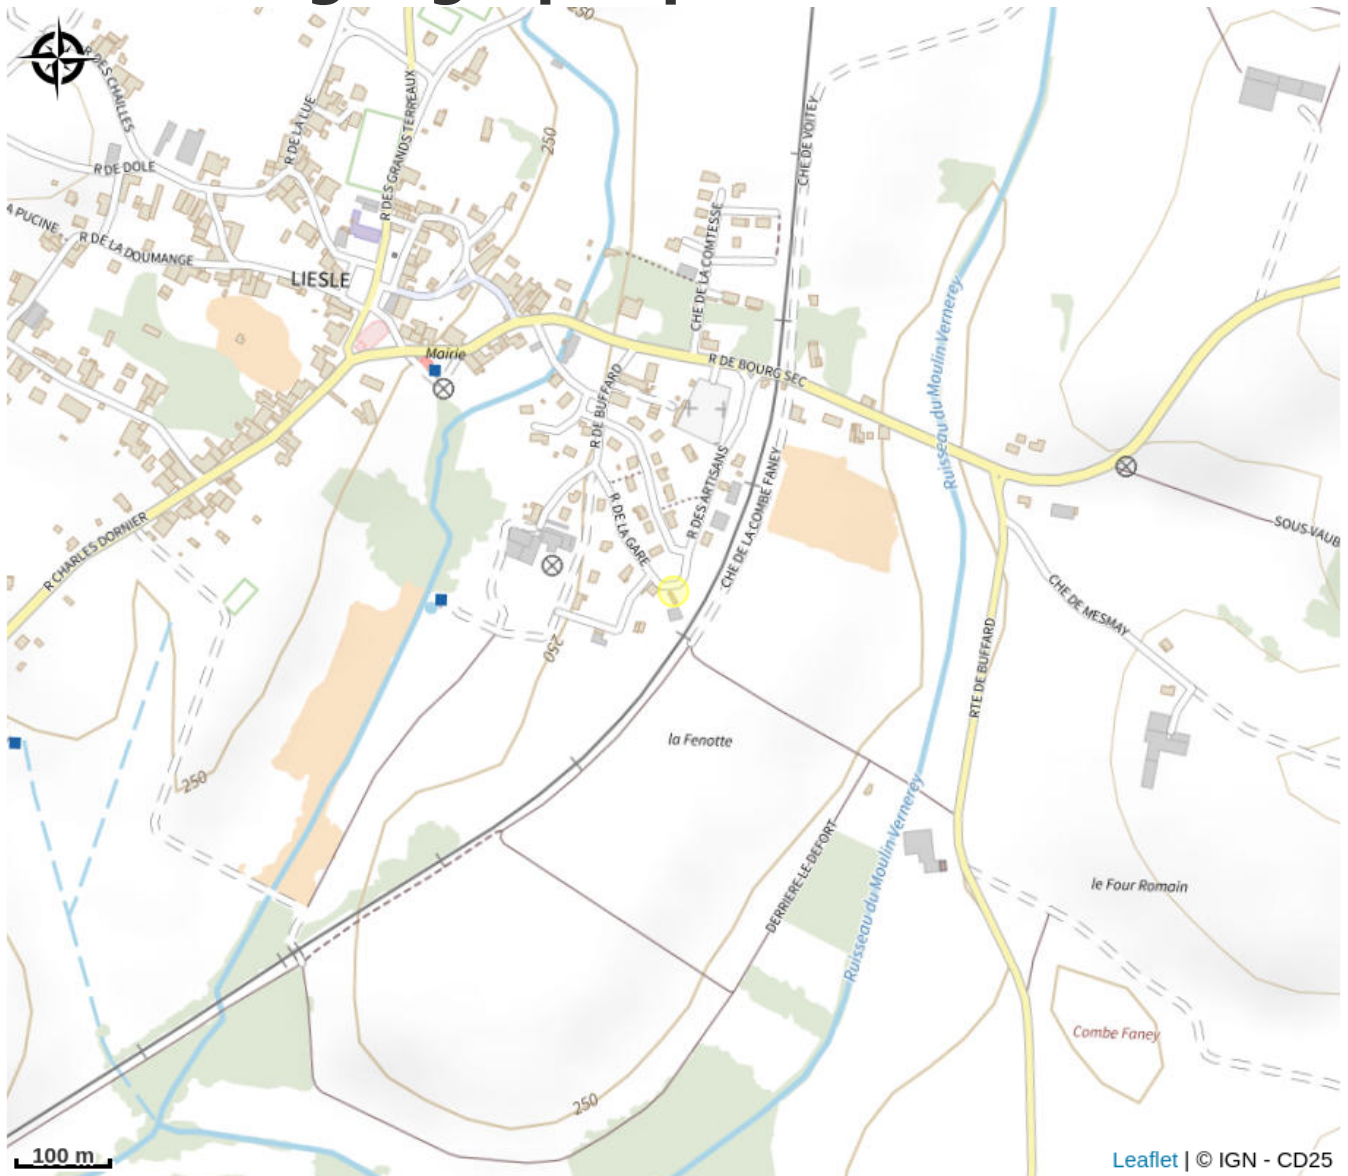 R DES CHAILLES
R DE DOLE
A PUCINE
R DE LA DOUMANGE
R DE LA LUE
R DES GRANDS TERREAUX
LIESLE
250
250
Mairie
CHE DE VOITEY
CHE DE LA COMTESSE
R DE BOURG SEC
R DE BUFFARD
R DES ARTISANS
R DE LA GARE
CHE DE LA COMBE FANEY
Ruisseau du Moulin Vernerey
R CHARLES DORNIER
SOUS VAUB
CHE DE MESMAY
RTE DE BUFFARD
250
250
la Fenotte
DERRIERE-LE-DEFORT
Ruisseau du Moulin Vernerey
le Four Romain
Combe Faney
250
100 m
Leaflet | © IGN - CD25